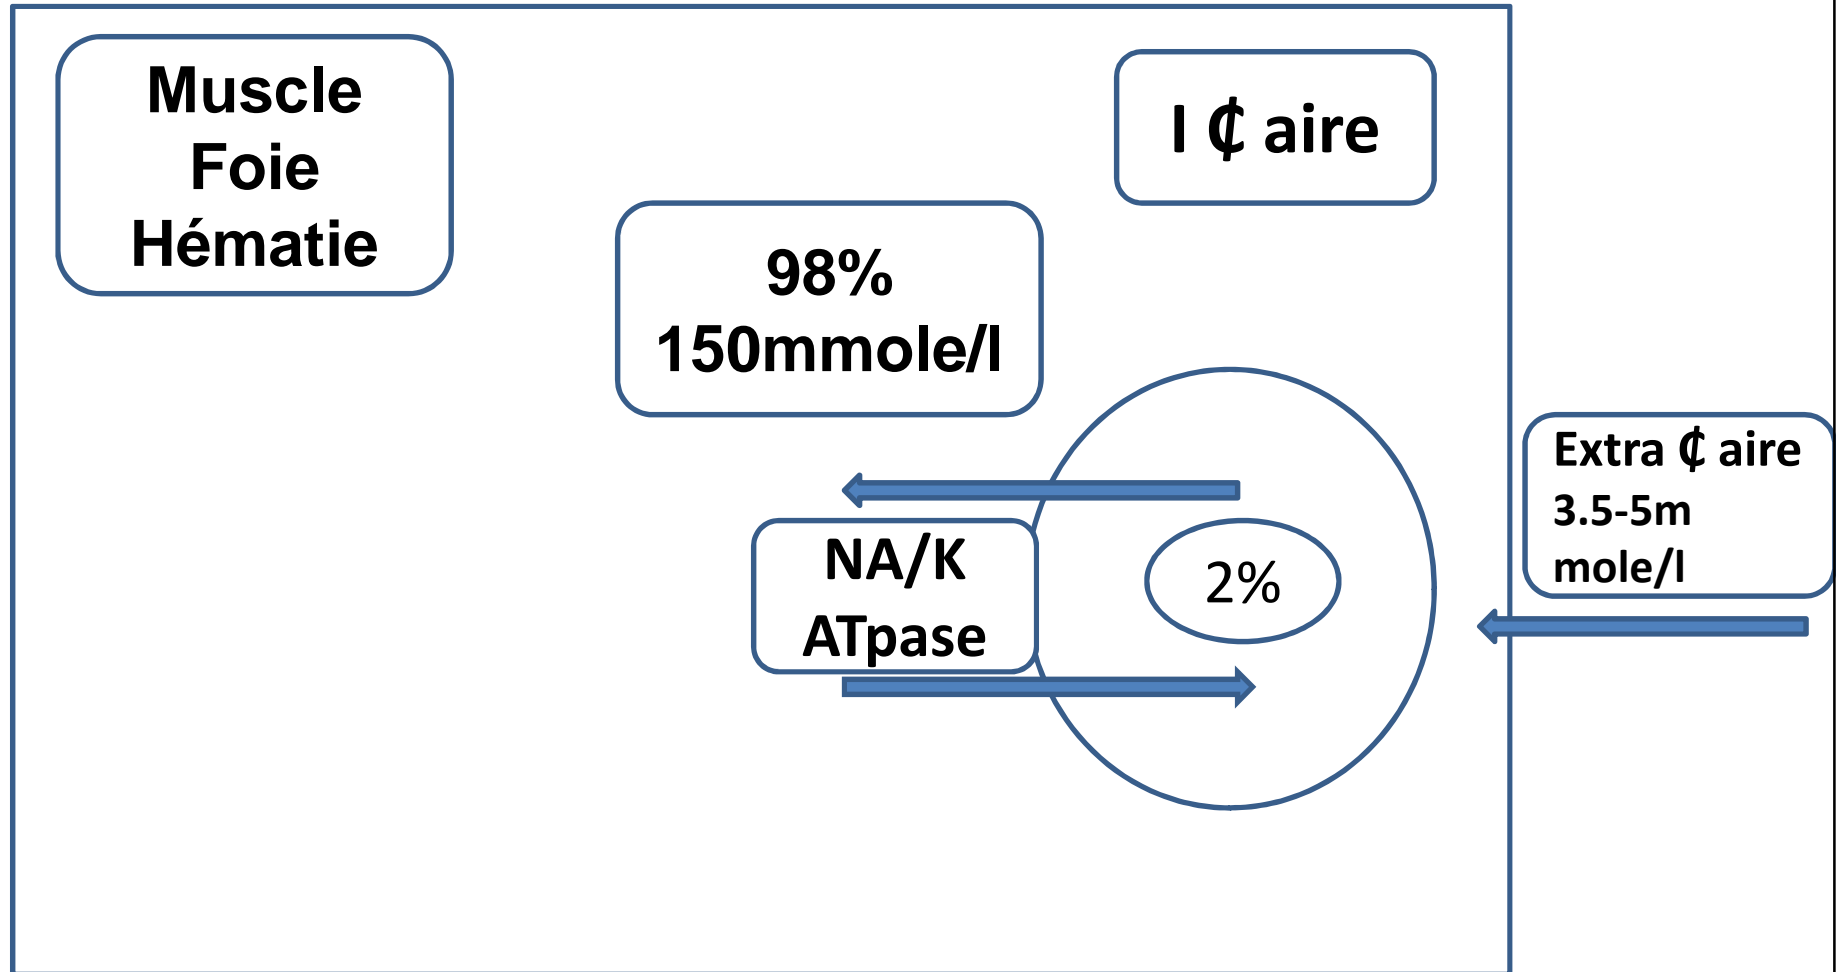 Muscle
Foie
Hématie
I ₵ aire
98%
150mmole/l
Extra ₵ aire
3.5-5m
mole/l
NA/K
ATpase
2%